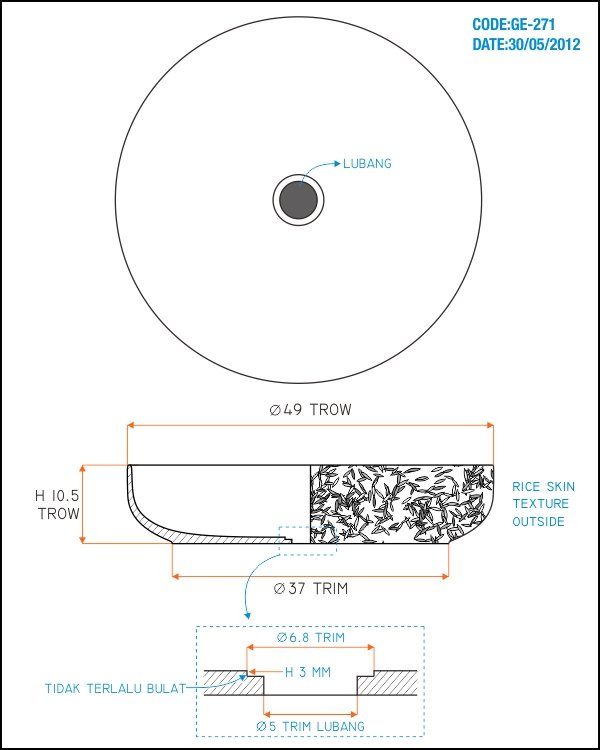 CODE:GE-271
DATE:30/05/2012
LUBANG
∅49 TROW
H 10.5
TROW
RICE SKIN
TEXTURE
OUTSIDE
∅37 TRIM
∅6.8 TRIM
H 3 MM
TIDAK TERLALU BULAT
∅5 TRIM LUBANG